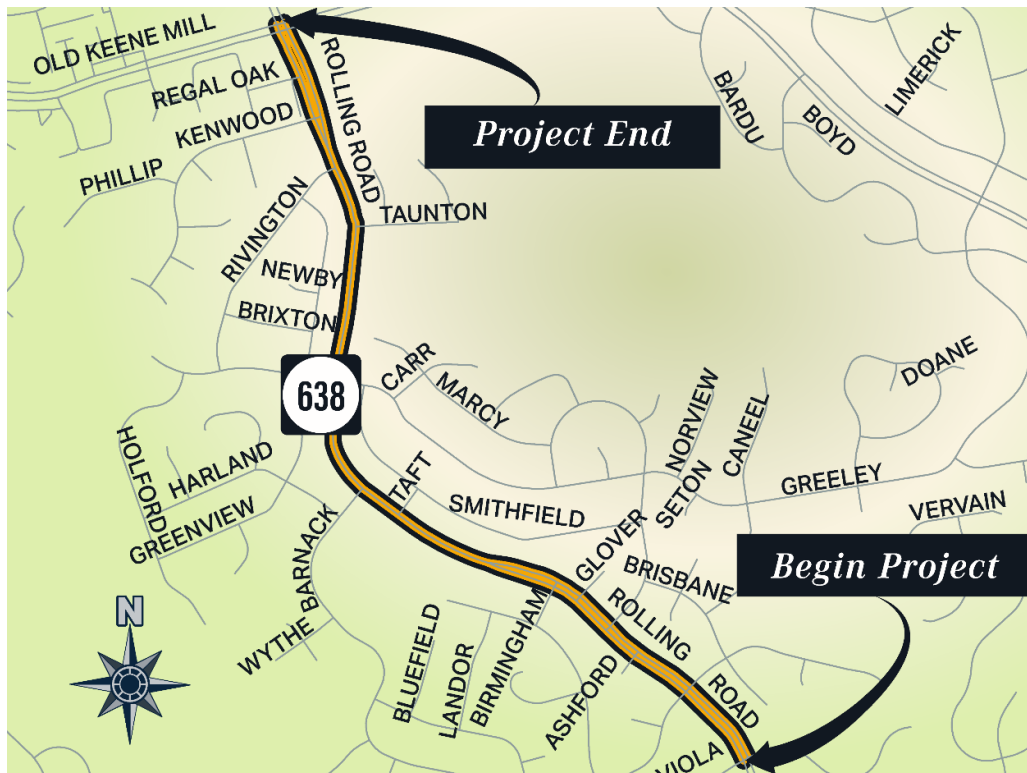 OLD KEENE MILL
REGAL OAK
ROLLING ROAD
KENWOOD
PHILLIP
Project End
BARDU
BOYD
LIMERICK
TAUNTON
RIVINGTON
NEWBY
BRIXTON
638
CARR
MARCY
DOANE
NORVIEW
CANEEL
HOLFORD
HARLAND
GREENVIEW
TAFT
SMITHFIELD
SETON
GREELEY
VERVAIN
BARNACK
GLOVER
BRISBANE
Begin Project
N
WYTHE
BLUEFIELD
LANDOR
BIRMINGHAM
ROLLING
ASHFORD
ROAD
VIOLA